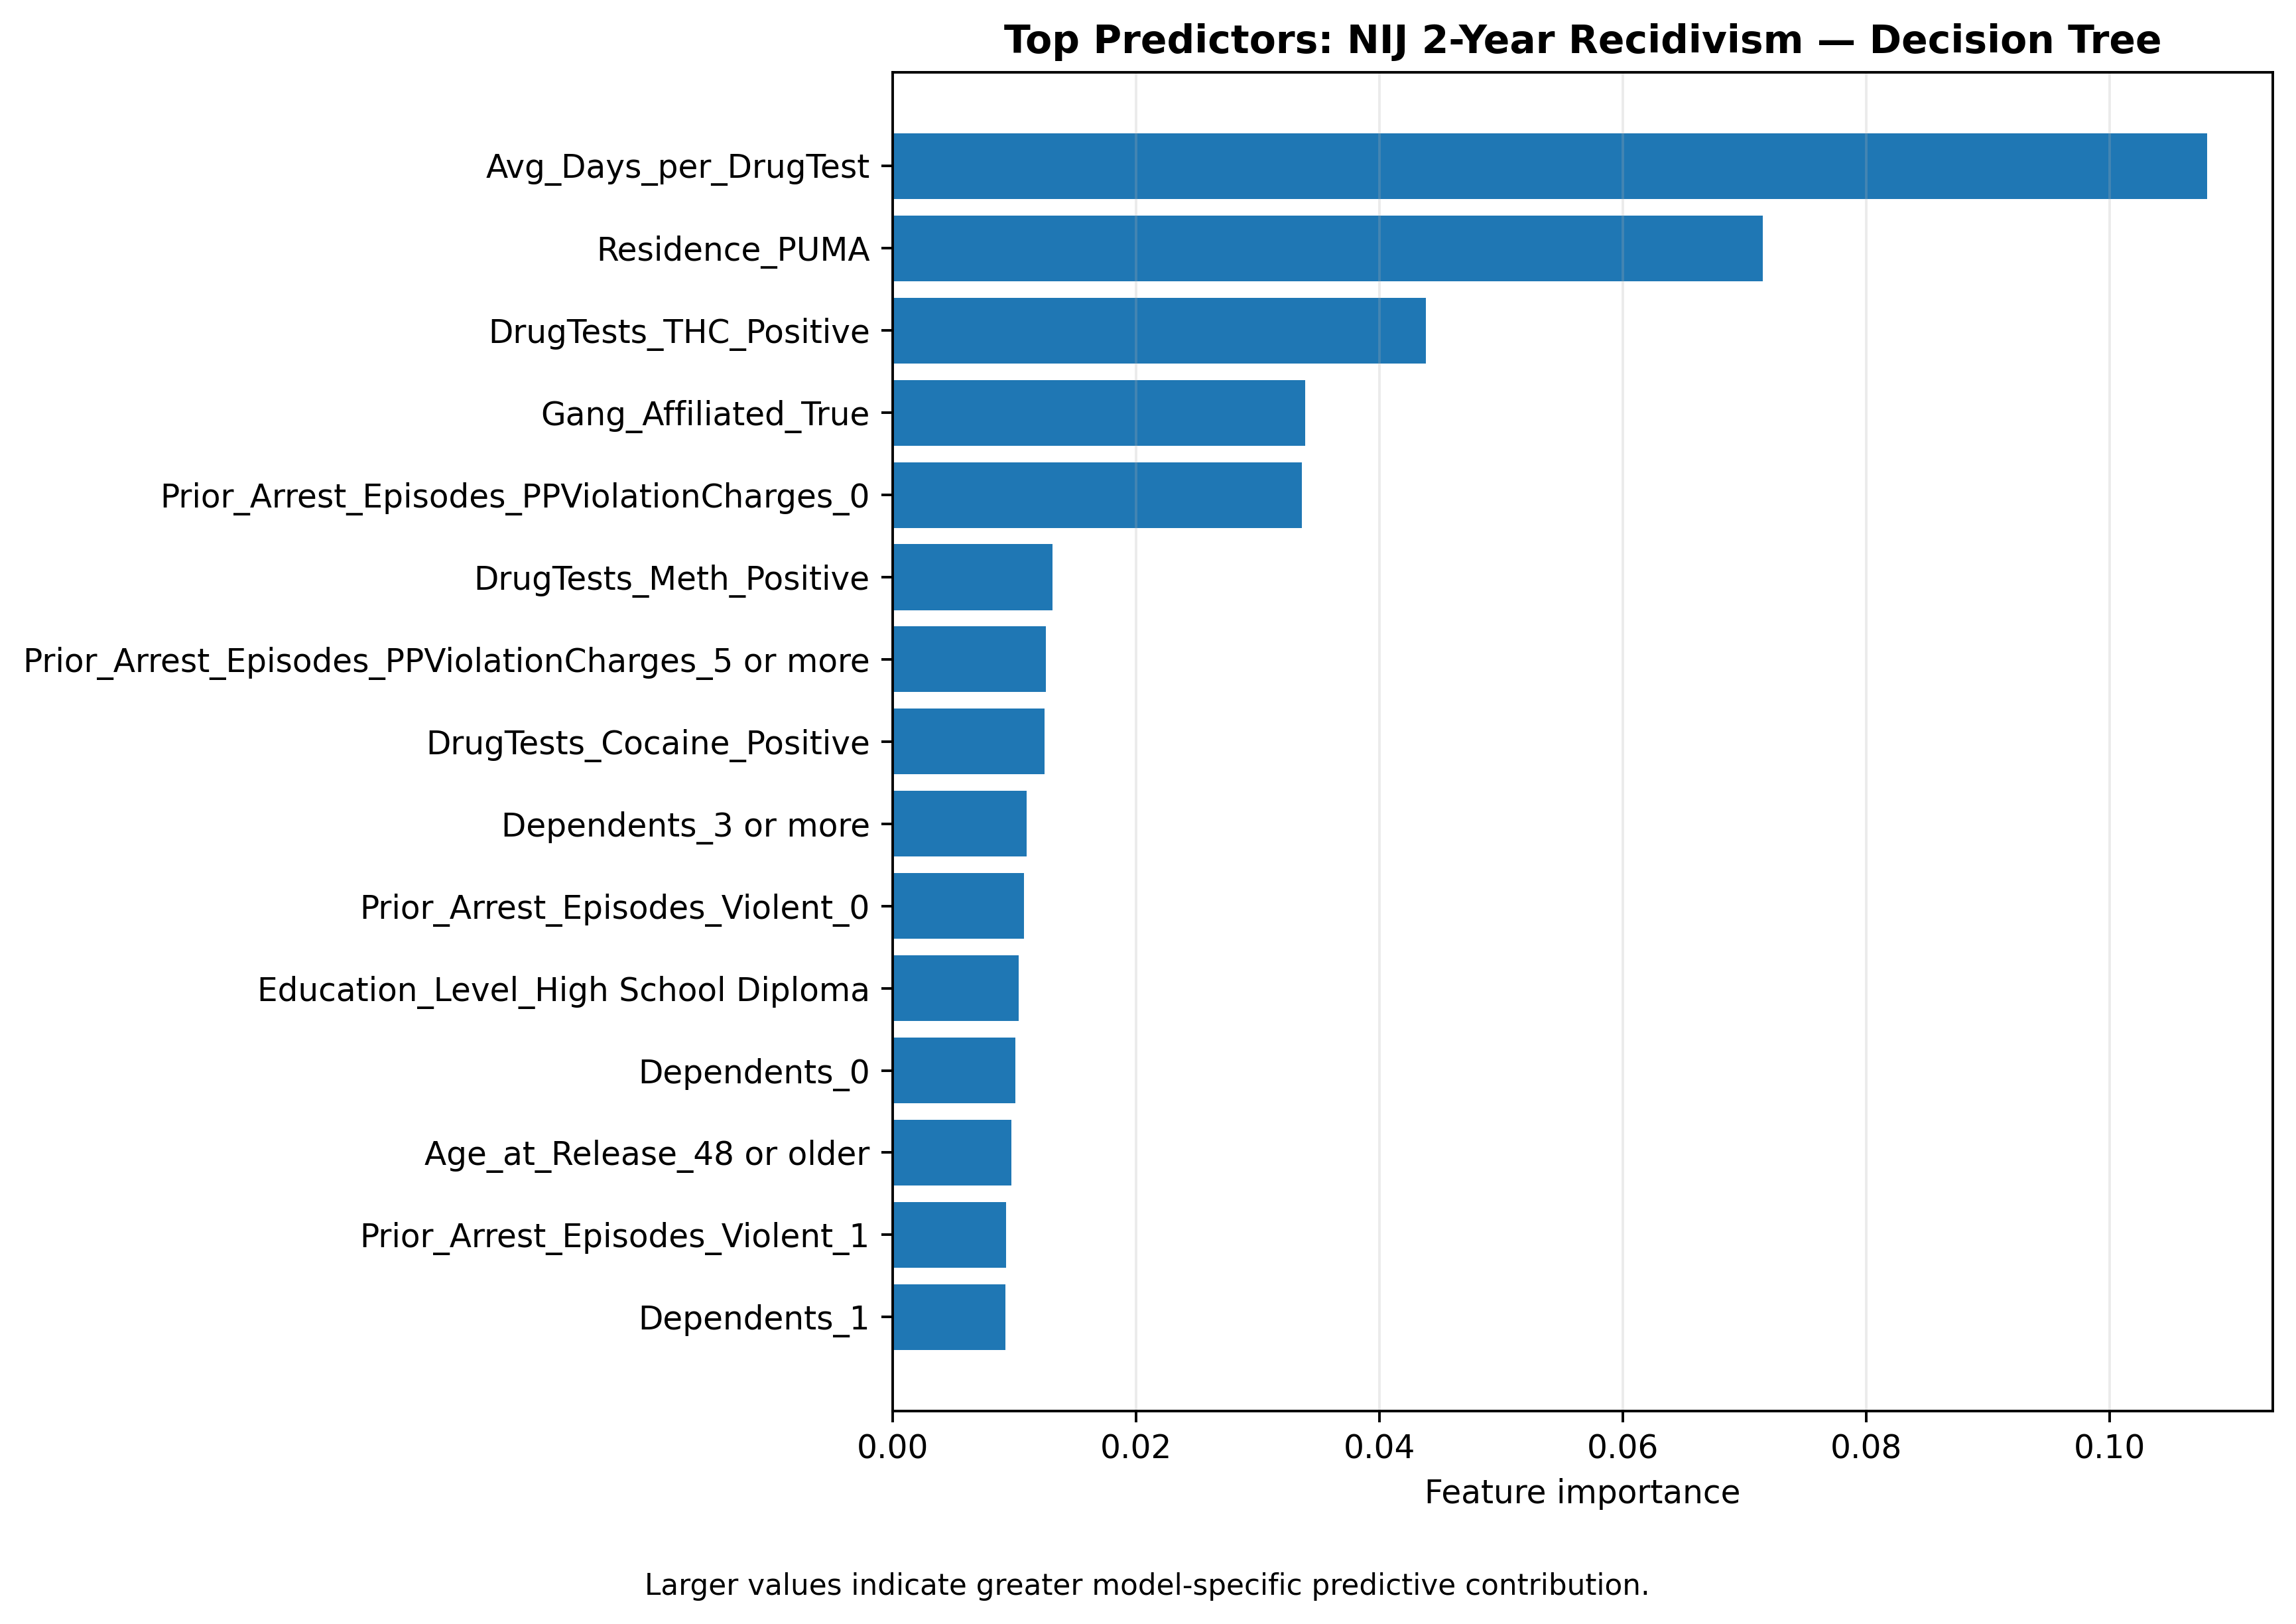 Top Predictors: NIJ 2-Year Recidivism — Decision Tree
Avg_Days_per_DrugTest
Residence_PUMA
DrugTests_THC_Positive
Gang_Affiliated_True
Prior_Arrest_Episodes_PPViolationCharges_0
DrugTests_Meth_Positive
Prior_Arrest_Episodes_PPViolationCharges_5 or more
DrugTests_Cocaine_Positive
Dependents_3 or more
Prior_Arrest_Episodes_Violent_0
Education_Level_High School Diploma
Dependents_0
Age_at_Release_48 or older
Prior_Arrest_Episodes_Violent_1
Dependents_1
0.00 0.02 0.04 0.06 0.08 0.10
Feature importance
Larger values indicate greater model-specific predictive contribution.